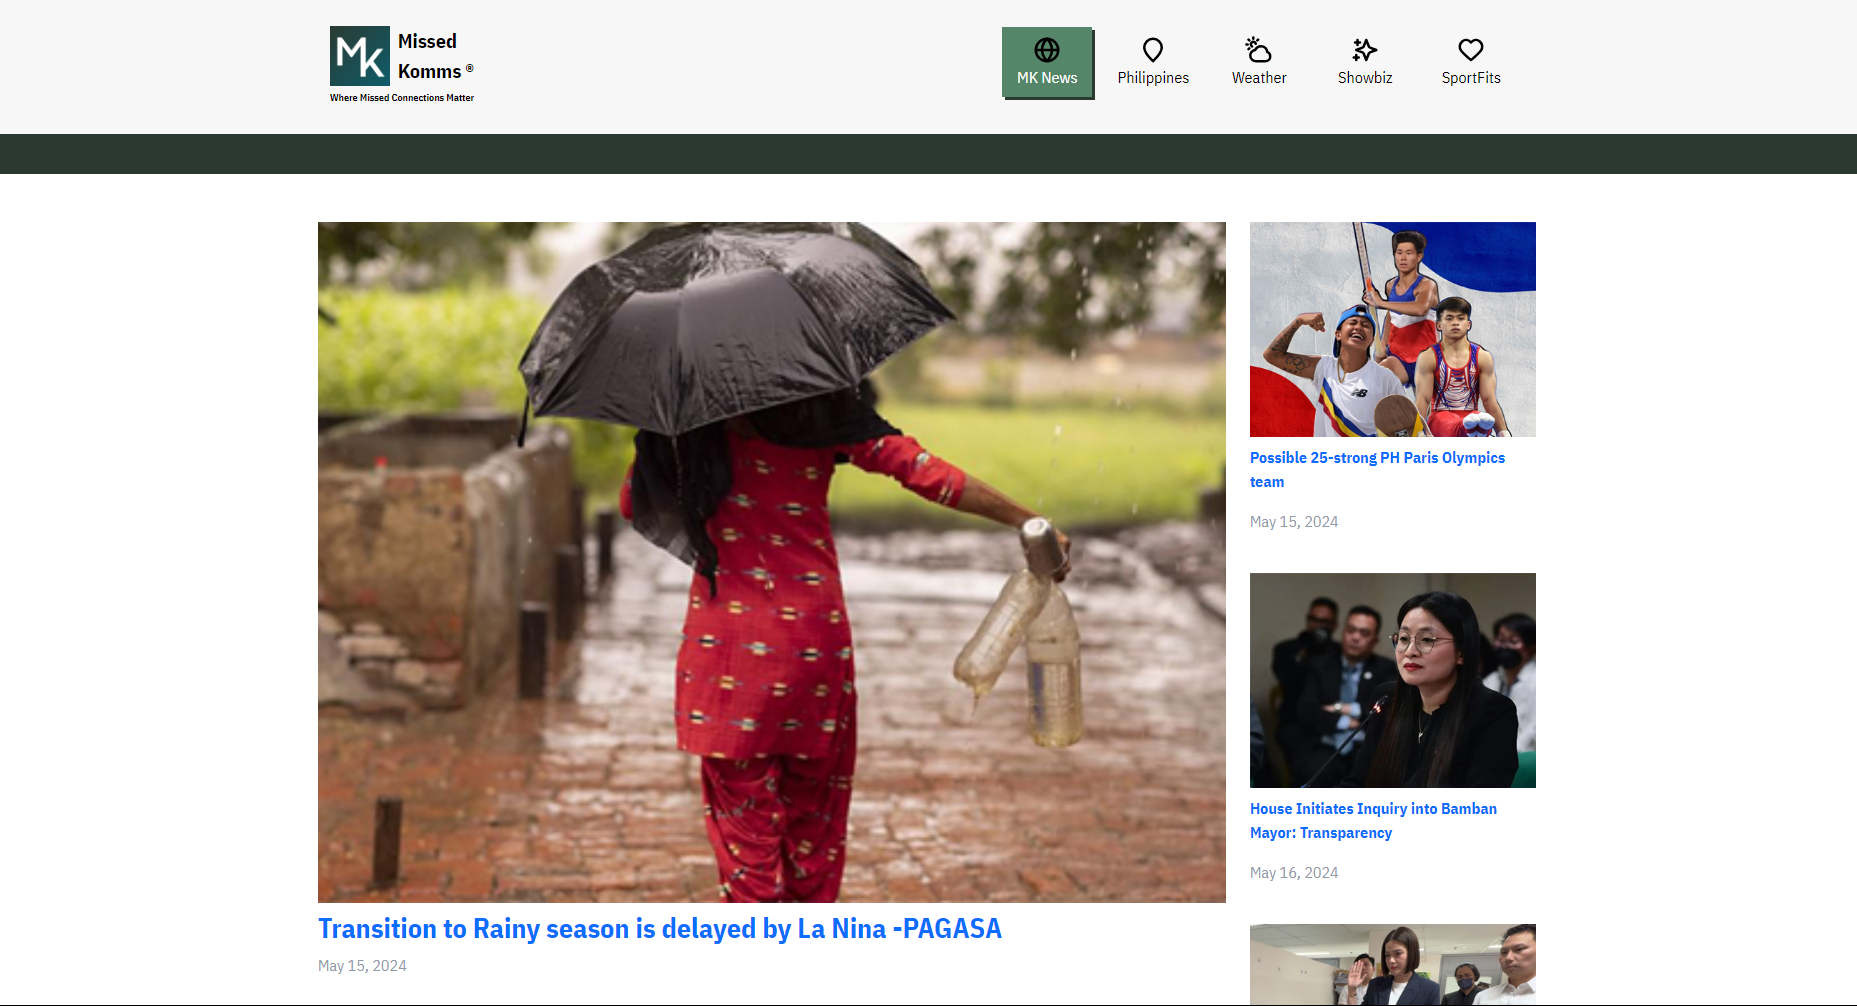 MK
Missed
Komms ®
Where Missed Connections Matter
MK News
Philippines
Weather
Showbiz
SportFits
Transition to Rainy season is delayed by La Nina -PAGASA
May 15, 2024
Possible 25-strong PH Paris Olympics
team
May 15, 2024
House Initiates Inquiry into Bamban
Mayor: Transparency
May 16, 2024